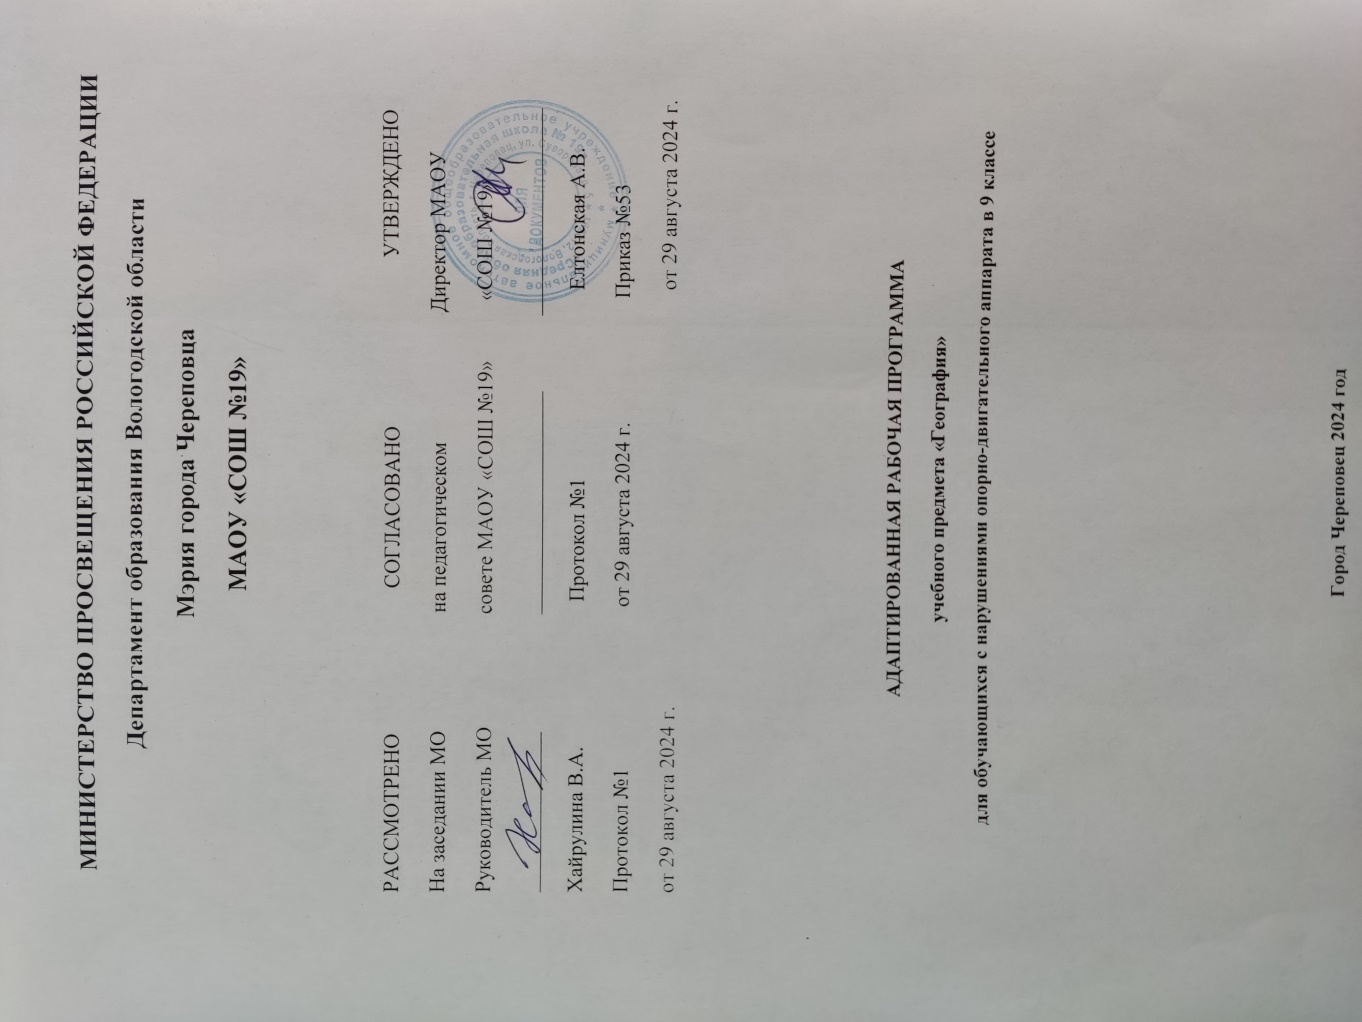 МИНИСТЕРСТВО ПРОСВЕЩЕНИЯ РОССИЙСКОЙ ФЕДЕРАЦИИ
Департамент образования Вологодской области
Мэрия города Череповца
МАОУ «СОШ №19»
РАССМОТРЕНО
На заседании МО
Руководитель МО
Хайрулина В.А.
Протокол №1
от 29 августа 2024 г.
СОГЛАСОВАНО
на педагогическом
совете МАОУ «СОШ №19»
Протокол №1
от 29 августа 2024 г.
УТВЕРЖДЕНО
Директор МАОУ
«СОШ №19»
Елтонская А.В.
Приказ №53
от 29 августа 2024 г.
ДОКУМЕНТОВ
АДАПТИРОВАННАЯ РАБОЧАЯ ПРОГРАММА
учебного предмета «География»
для обучающихся с нарушениями опорно-двигательного аппарата в 9 классе
Город Череповец 2024 год